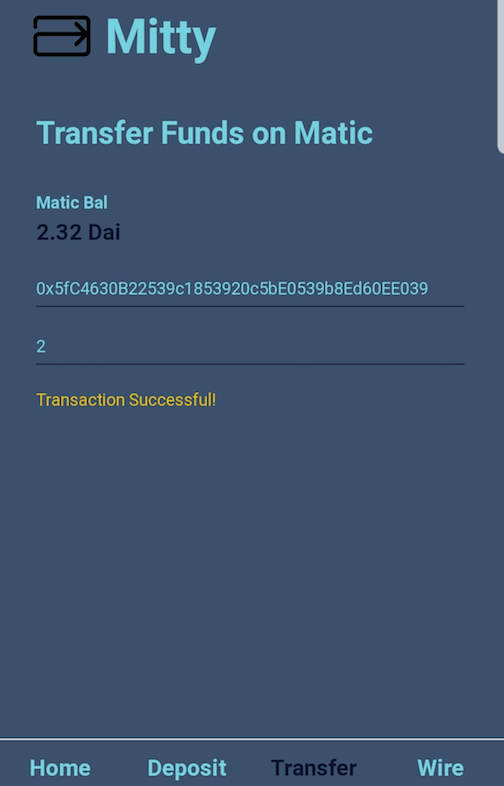 Mitty
Transfer Funds on Matic
Matic Bal
2.32 Dai
0x5fC4630B22539c1853920c5bE0539b8Ed60EE039
2
Transaction Successful!
Home Deposit Transfer Wire